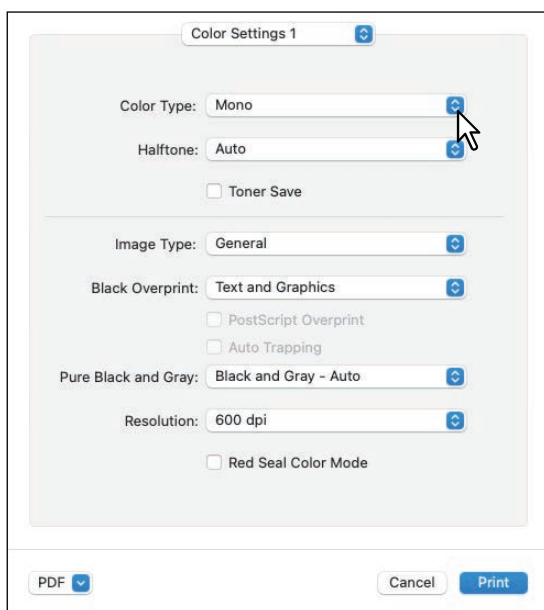 Color Settings 1
Color Type: Mono
Halftone: Auto
Toner Save
Image Type: General
Black Overprint: Text and Graphics
PostScript Overprint
Auto Trapping
Pure Black and Gray: Black and Gray - Auto
Resolution: 600 dpi
Red Seal Color Mode
PDF Cancel Print